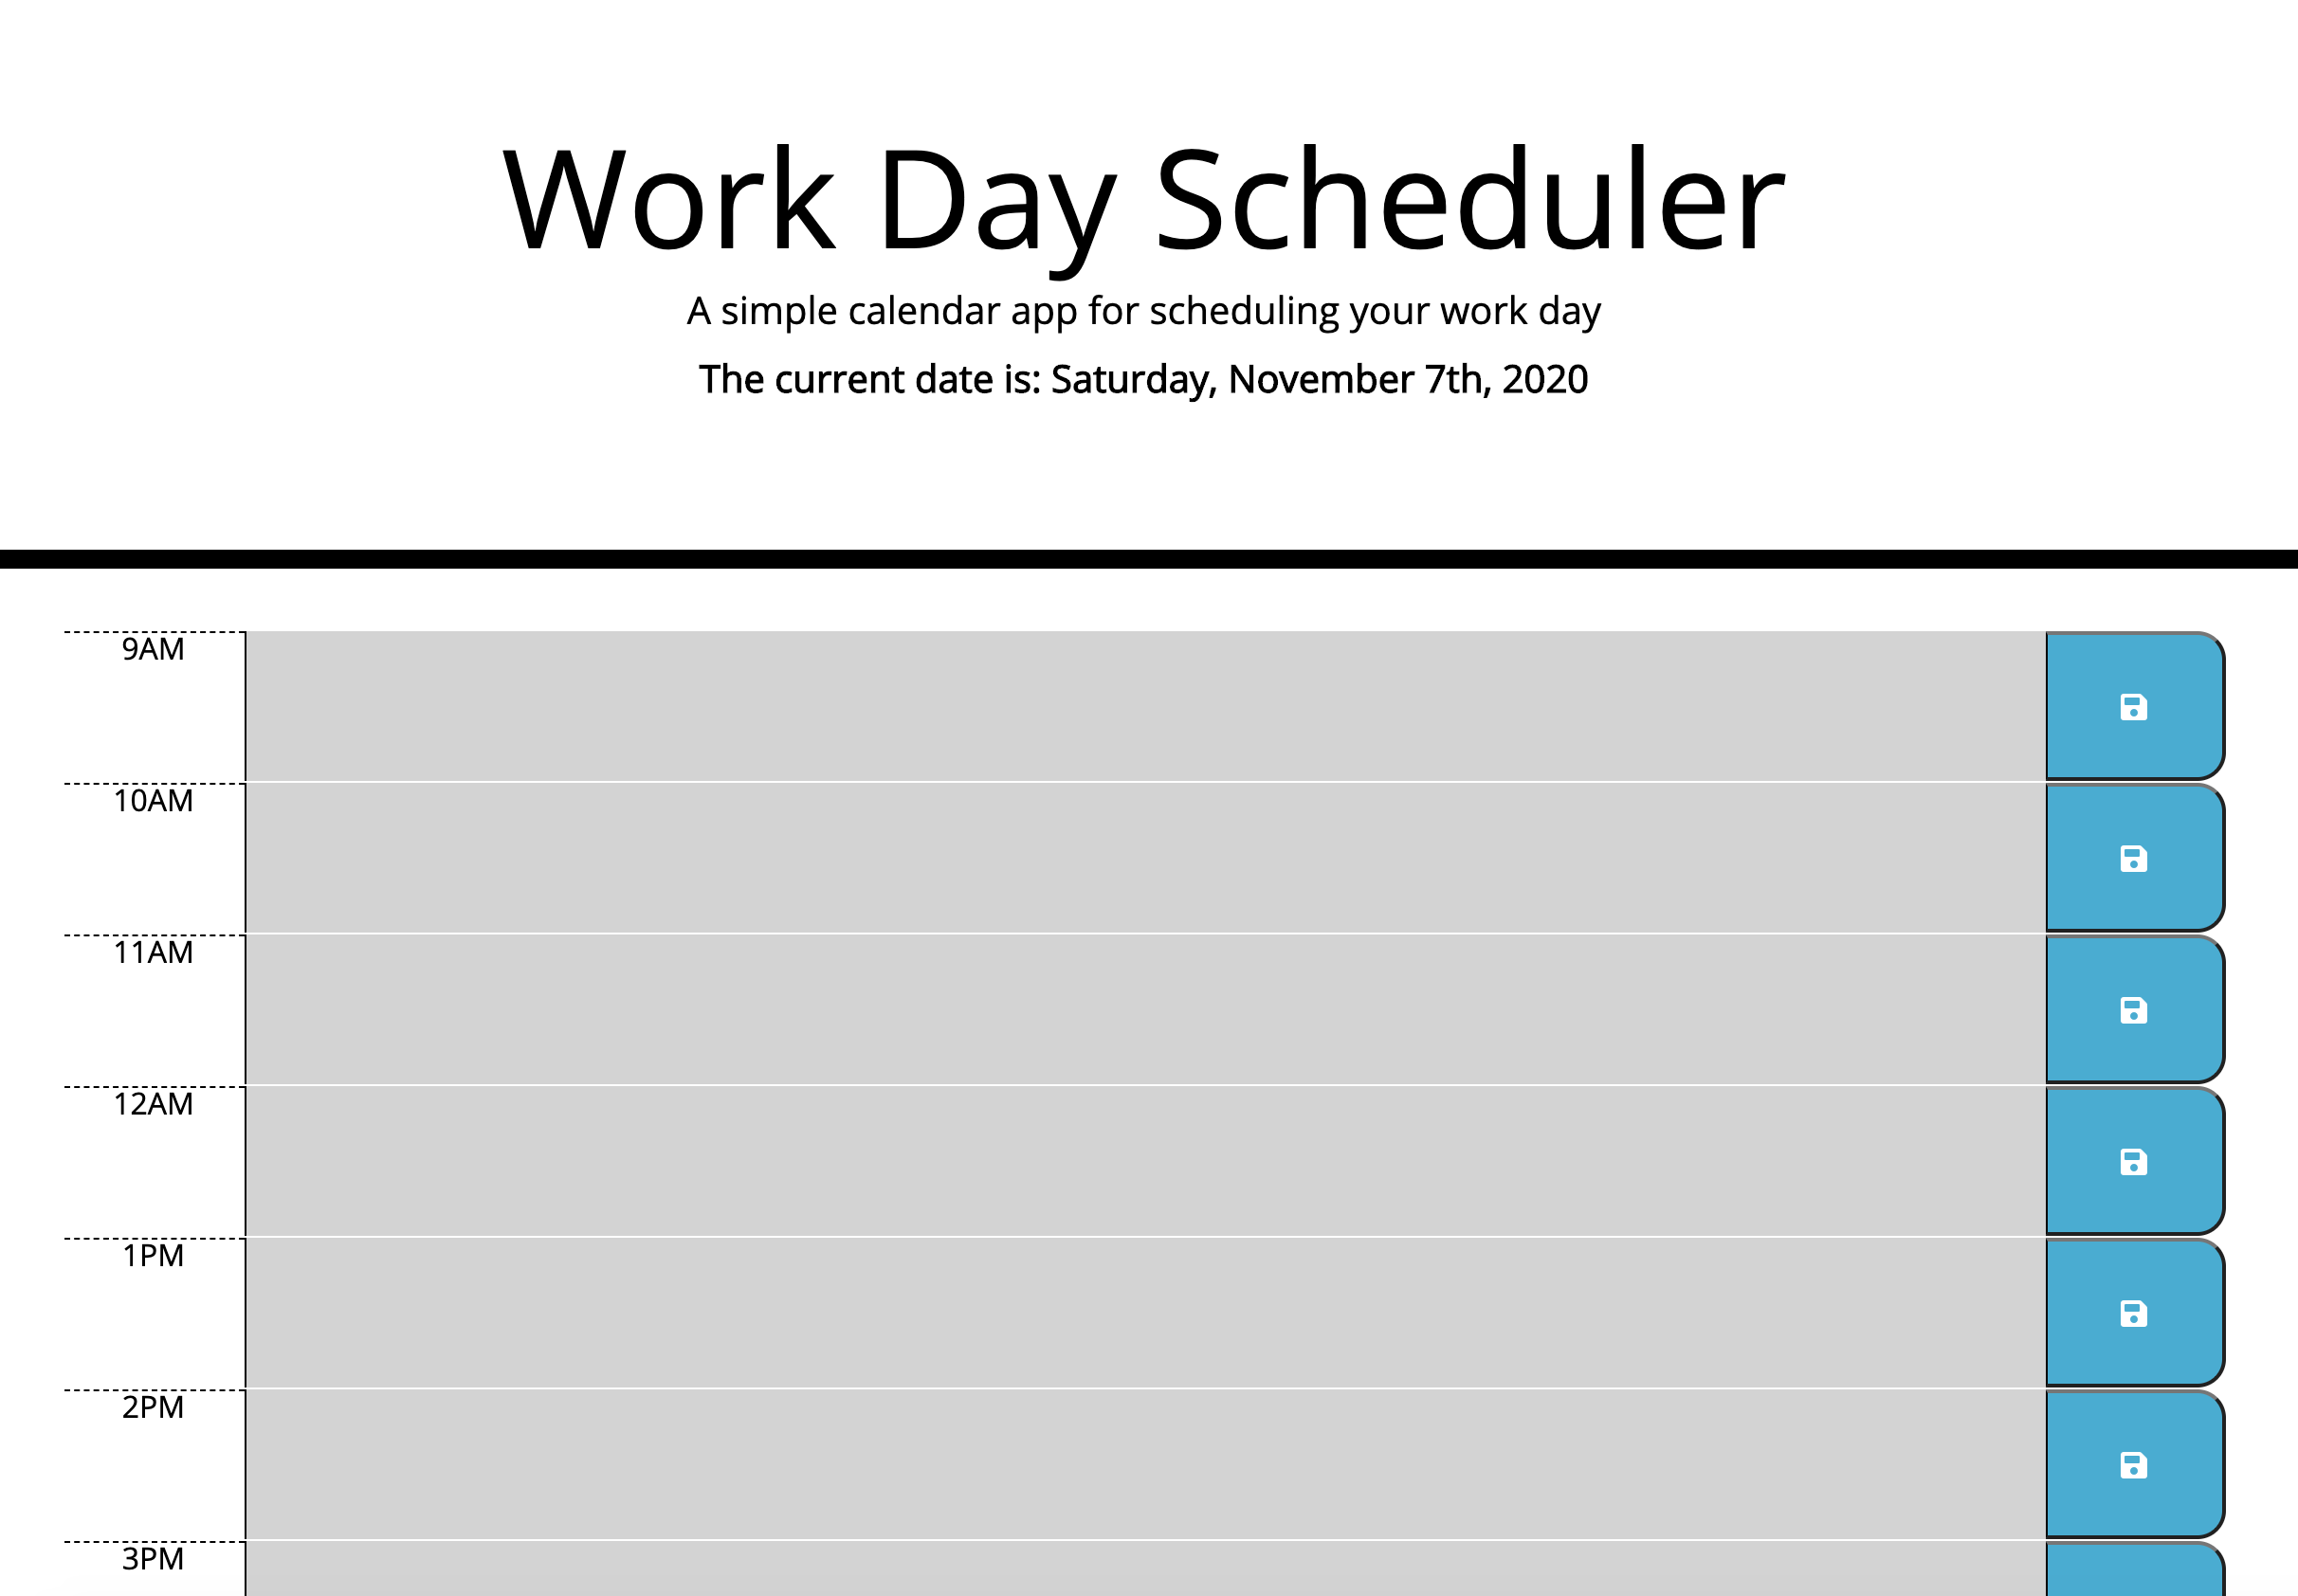 Work Day Scheduler
A simple calendar app for scheduling your work day
The current date is: Saturday, November 7th, 2020
9AM
10AM
11AM
12AM
1PM
2PM
3PM